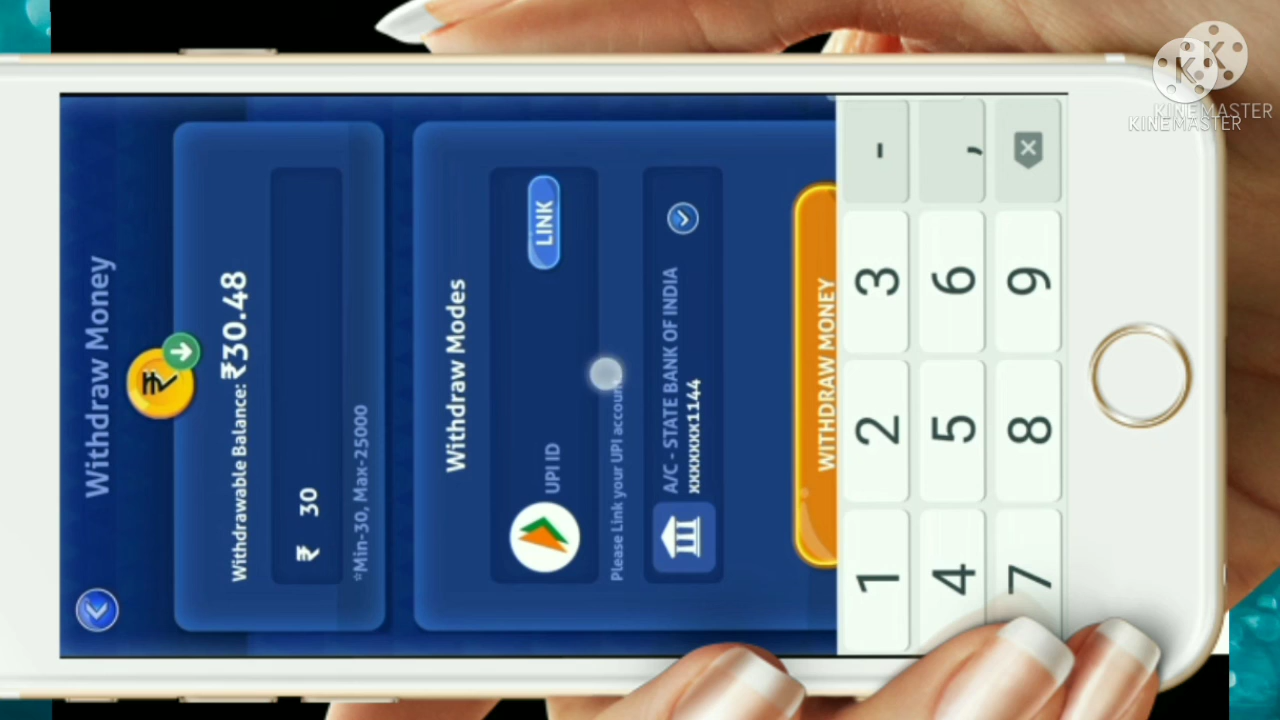 Withdraw Money
Withdrawable Balance: ₹30.48
₹ 30
*Min-30, Max-25000
Withdraw Modes
UPI ID
LINK
Please Link your UPI account
A/C - STATE BANK OF INDIA
xxxxxxx1144
WITHDRAW MONEY
1 2 3 -
4 5 6 ,
7 8 9
KINEMASTER
KINEMASTER